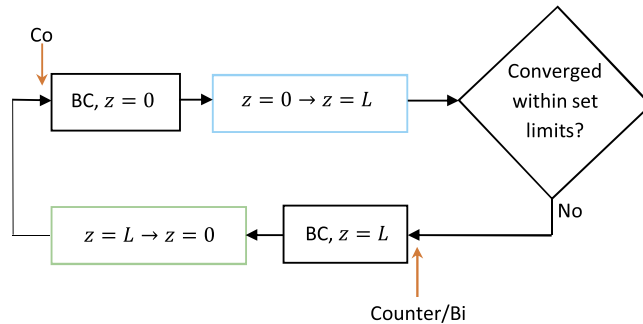 Co
BC, z = 0
z = 0 → z = L
Converged
within set
limits?
No
z = L → z = 0
BC, z = L
Counter/Bi